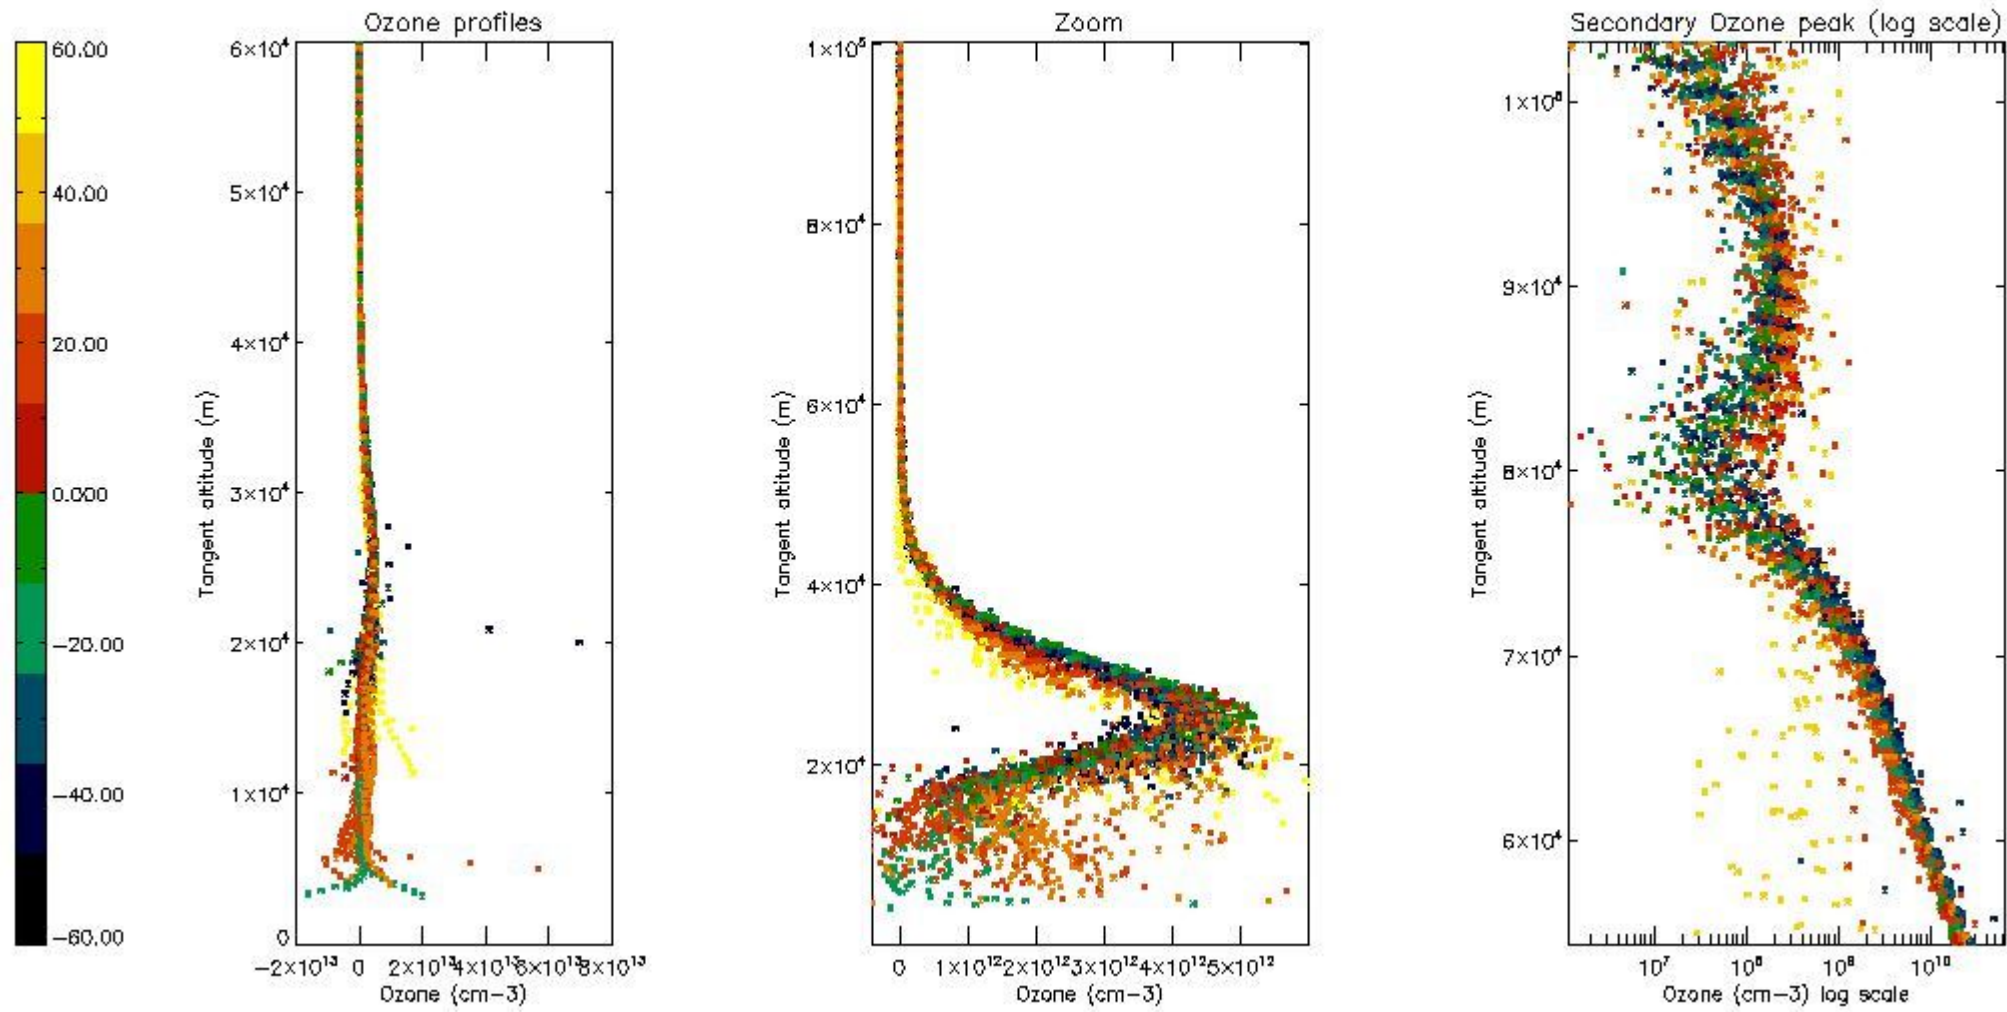 Ozone profiles
Zoom
Secondary Ozone peak (log scale)
60.00
40.00
20.00
0.000
−20.00
−40.00
−60.00
Tangent altitude (m)
6×10⁴
5×10⁴
4×10⁴
3×10⁴
2×10⁴
1×10⁴
0
−2×10¹³ 0 2×10¹³ 4×10¹³ 6×10¹³ 8×10¹³
Ozone (cm−3)
Tangent altitude (m)
1×10⁵
8×10⁴
6×10⁴
4×10⁴
2×10⁴
0 1×10¹² 2×10¹² 3×10¹² 4×10¹² 5×10¹²
Ozone (cm−3)
Tangent altitude (m)
1×10⁵
9×10⁴
8×10⁴
7×10⁴
6×10⁴
10⁷ 10⁸ 10⁹ 10¹⁰
Ozone (cm−3) log scale